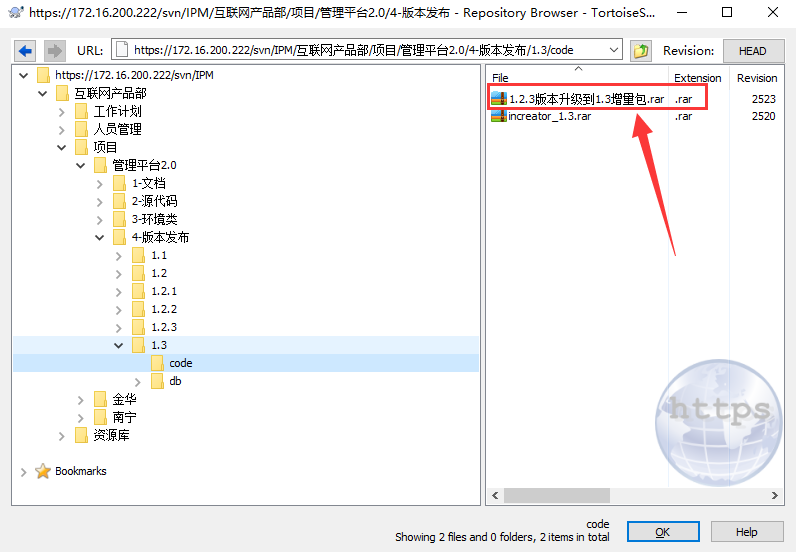 https://172.16.200.222/svn/IPM/互联网产品部/项目/管理平台2.0/4-版本发布 - Repository Browser - TortoiseS...
URL: https://172.16.200.222/svn/IPM/互联网产品部/项目/管理平台2.0/4-版本发布/1.3/code Revision: HEAD
https://172.16.200.222/svn/IPM
互联网产品部
工作计划
人员管理
项目
管理平台2.0
1-文档
2-源代码
3-环境类
4-版本发布
1.1
1.2
1.2.1
1.2.2
1.2.3
1.3
code
db
金华
南宁
资源库
Bookmarks
File Extension Revision
1.2.3版本升级到1.3增量包.rar .rar 2523
increator_1.3.rar .rar 2520
https
code
Showing 2 files and 0 folders, 2 items in total
OK Help